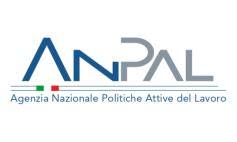 ANPAL
Agenzia Nazionale Politiche Attive del Lavoro